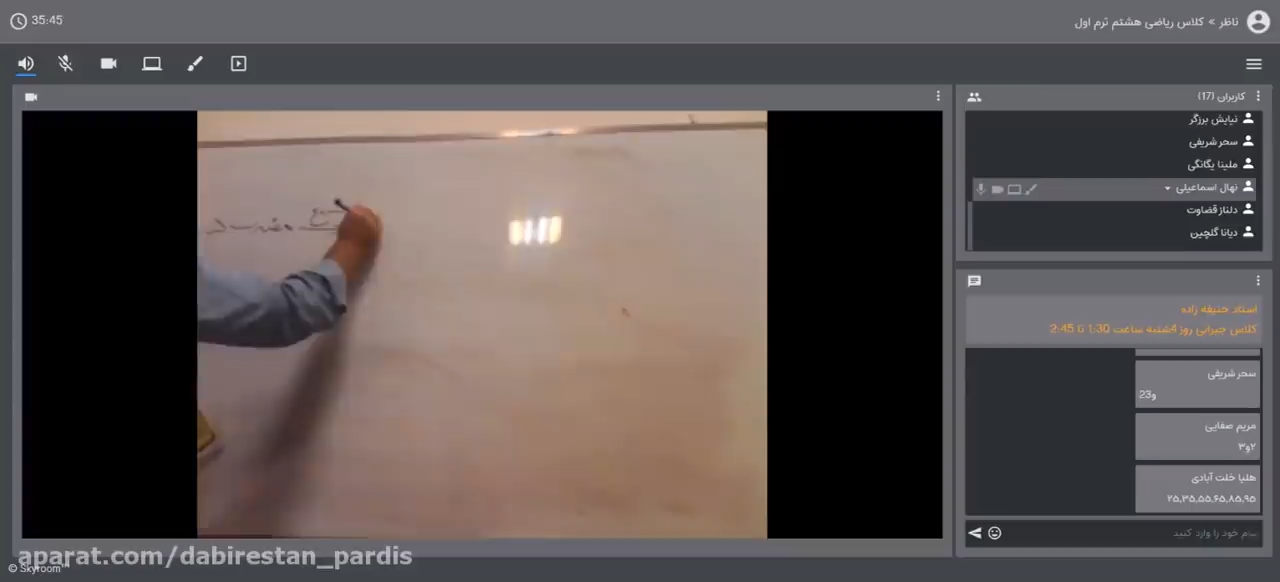 35:45
ناظر > کلاس ریاضی هشتم ترم اول
کاربران (17)
نیایش برزگر
سحر شریفی
ملینا یگانگی
نهال اسماعیلی
دلناز قضاوت
دیانا گلچین
استاد حنیفه زاده
کلاس جبرانی روز 4شنبه ساعت 1:30 تا 2:45
سحر شریفی
و23
مریم صفایی
۲و۳
هلیا خلت آبادی
۲۵,۳۵,۵۵,۶۵,۸۵,۹۵
پیام خود را وارد کنید
aparat.com/dabirestan_pardis
© Skyroom